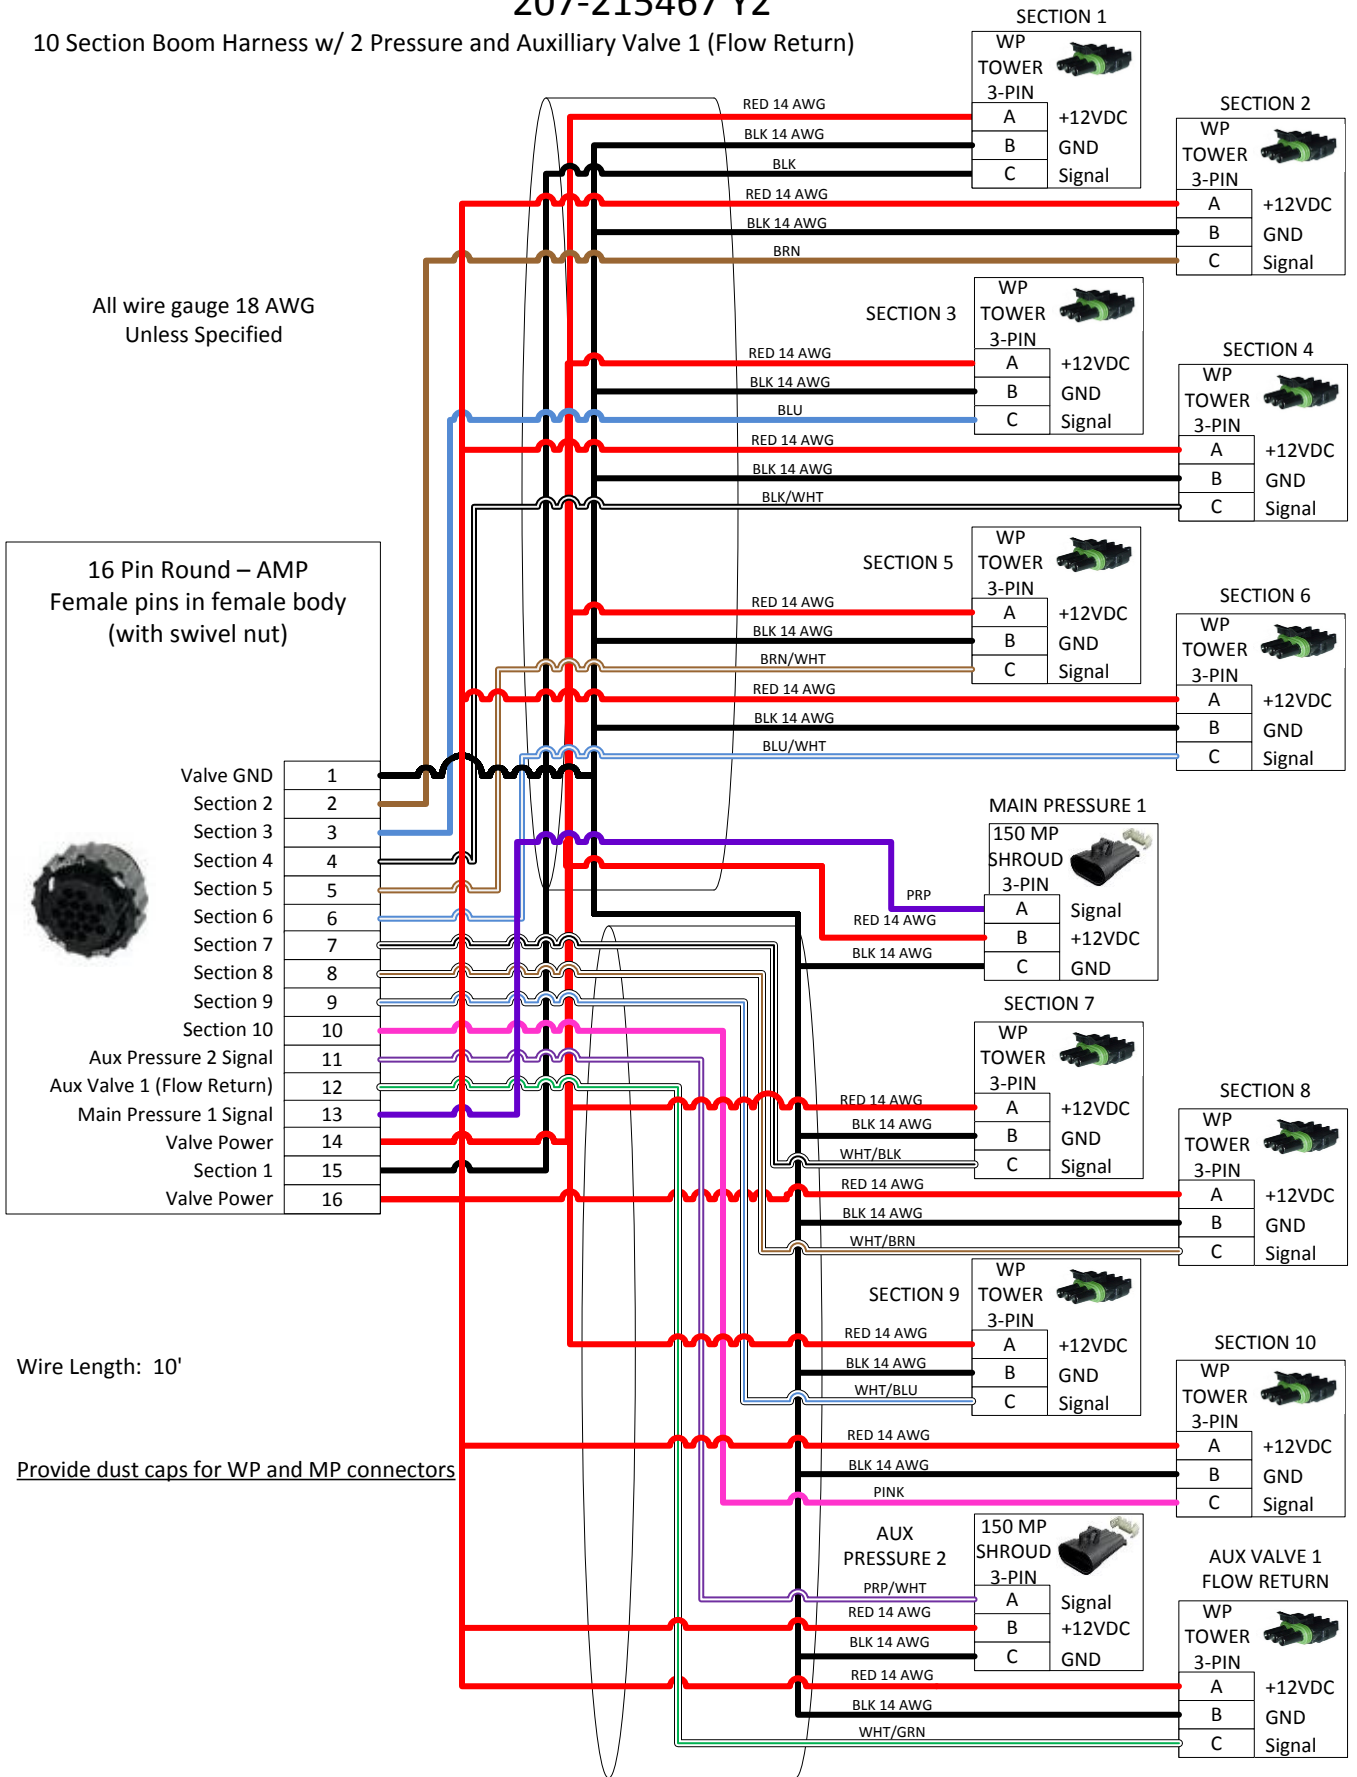 207-215467 Y2
10 Section Boom Harness w/ 2 Pressure and Auxilliary Valve 1 (Flow Return)
All wire gauge 18 AWG
Unless Specified
16 Pin Round – AMP
Female pins in female body
(with swivel nut)
Valve GND 1
Section 2 2
Section 3 3
Section 4 4
Section 5 5
Section 6 6
Section 7 7
Section 8 8
Section 9 9
Section 10 10
Aux Pressure 2 Signal 11
Aux Valve 1 (Flow Return) 12
Main Pressure 1 Signal 13
Valve Power 14
Section 1 15
Valve Power 16
Wire Length: 10'
Provide dust caps for WP and MP connectors
SECTION 1
WP
TOWER
3-PIN
RED 14 AWG A +12VDC
BLK 14 AWG B GND
BLK C Signal
SECTION 2
WP
TOWER
3-PIN
RED 14 AWG A +12VDC
BLK 14 AWG B GND
BRN C Signal
SECTION 3
WP
TOWER
3-PIN
RED 14 AWG A +12VDC
BLK 14 AWG B GND
BLU C Signal
SECTION 4
WP
TOWER
3-PIN
RED 14 AWG A +12VDC
BLK 14 AWG B GND
BLK/WHT C Signal
SECTION 5
WP
TOWER
3-PIN
RED 14 AWG A +12VDC
BLK 14 AWG B GND
BRN/WHT C Signal
SECTION 6
WP
TOWER
3-PIN
RED 14 AWG A +12VDC
BLK 14 AWG B GND
BLU/WHT C Signal
MAIN PRESSURE 1
150 MP
SHROUD
3-PIN
PRP A Signal
RED 14 AWG B +12VDC
BLK 14 AWG C GND
SECTION 7
WP
TOWER
3-PIN
RED 14 AWG A +12VDC
BLK 14 AWG B GND
WHT/BLK C Signal
SECTION 8
WP
TOWER
3-PIN
RED 14 AWG A +12VDC
BLK 14 AWG B GND
WHT/BRN C Signal
SECTION 9
WP
TOWER
3-PIN
RED 14 AWG A +12VDC
BLK 14 AWG B GND
WHT/BLU C Signal
SECTION 10
WP
TOWER
3-PIN
RED 14 AWG A +12VDC
BLK 14 AWG B GND
PINK C Signal
AUX
PRESSURE 2
150 MP
SHROUD
3-PIN
PRP/WHT A Signal
RED 14 AWG B +12VDC
BLK 14 AWG C GND
AUX VALVE 1
FLOW RETURN
WP
TOWER
3-PIN
RED 14 AWG A +12VDC
BLK 14 AWG B GND
WHT/GRN C Signal